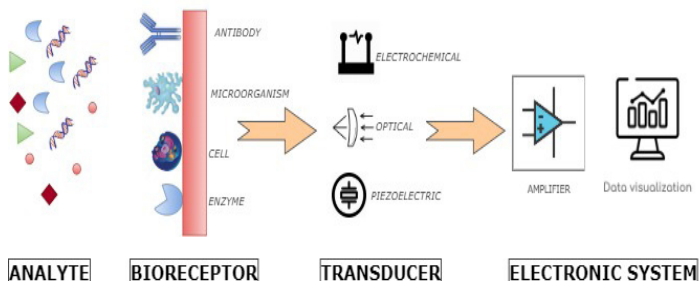 ANTIBODY
MICROORGANISM
CELL
ENZYME
ELECTROCHEMICAL
OPTICAL
PIEZOELECTRIC
AMPLIFIER
Data visualization
ANALYTE
BIORECEPTOR
TRANSDUCER
ELECTRONIC SYSTEM